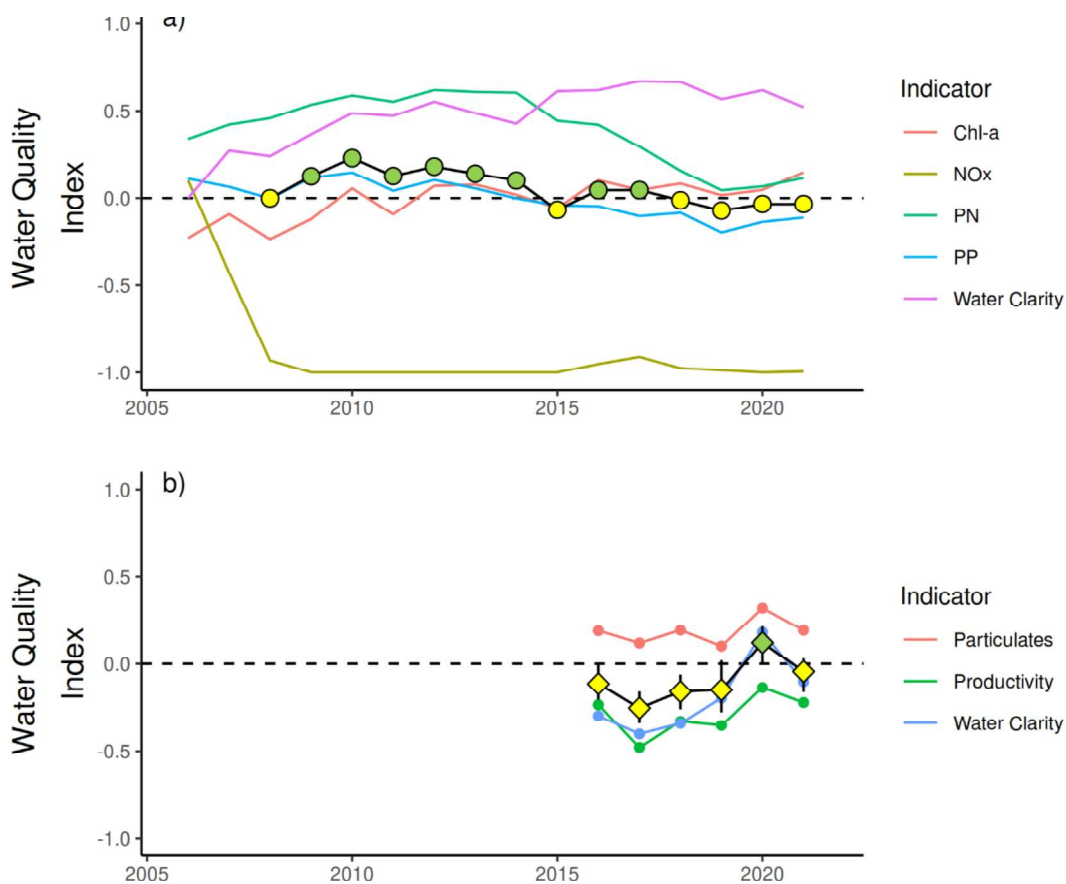 a)
1.0
0.5
0.0
-0.5
-1.0
Water Quality
Index
2005
2010
2015
2020
Indicator
Chl-a
NOx
PN
PP
Water Clarity
b)
1.0
0.5
0.0
-0.5
-1.0
Water Quality
Index
2005
2010
2015
2020
Indicator
Particulates
Productivity
Water Clarity